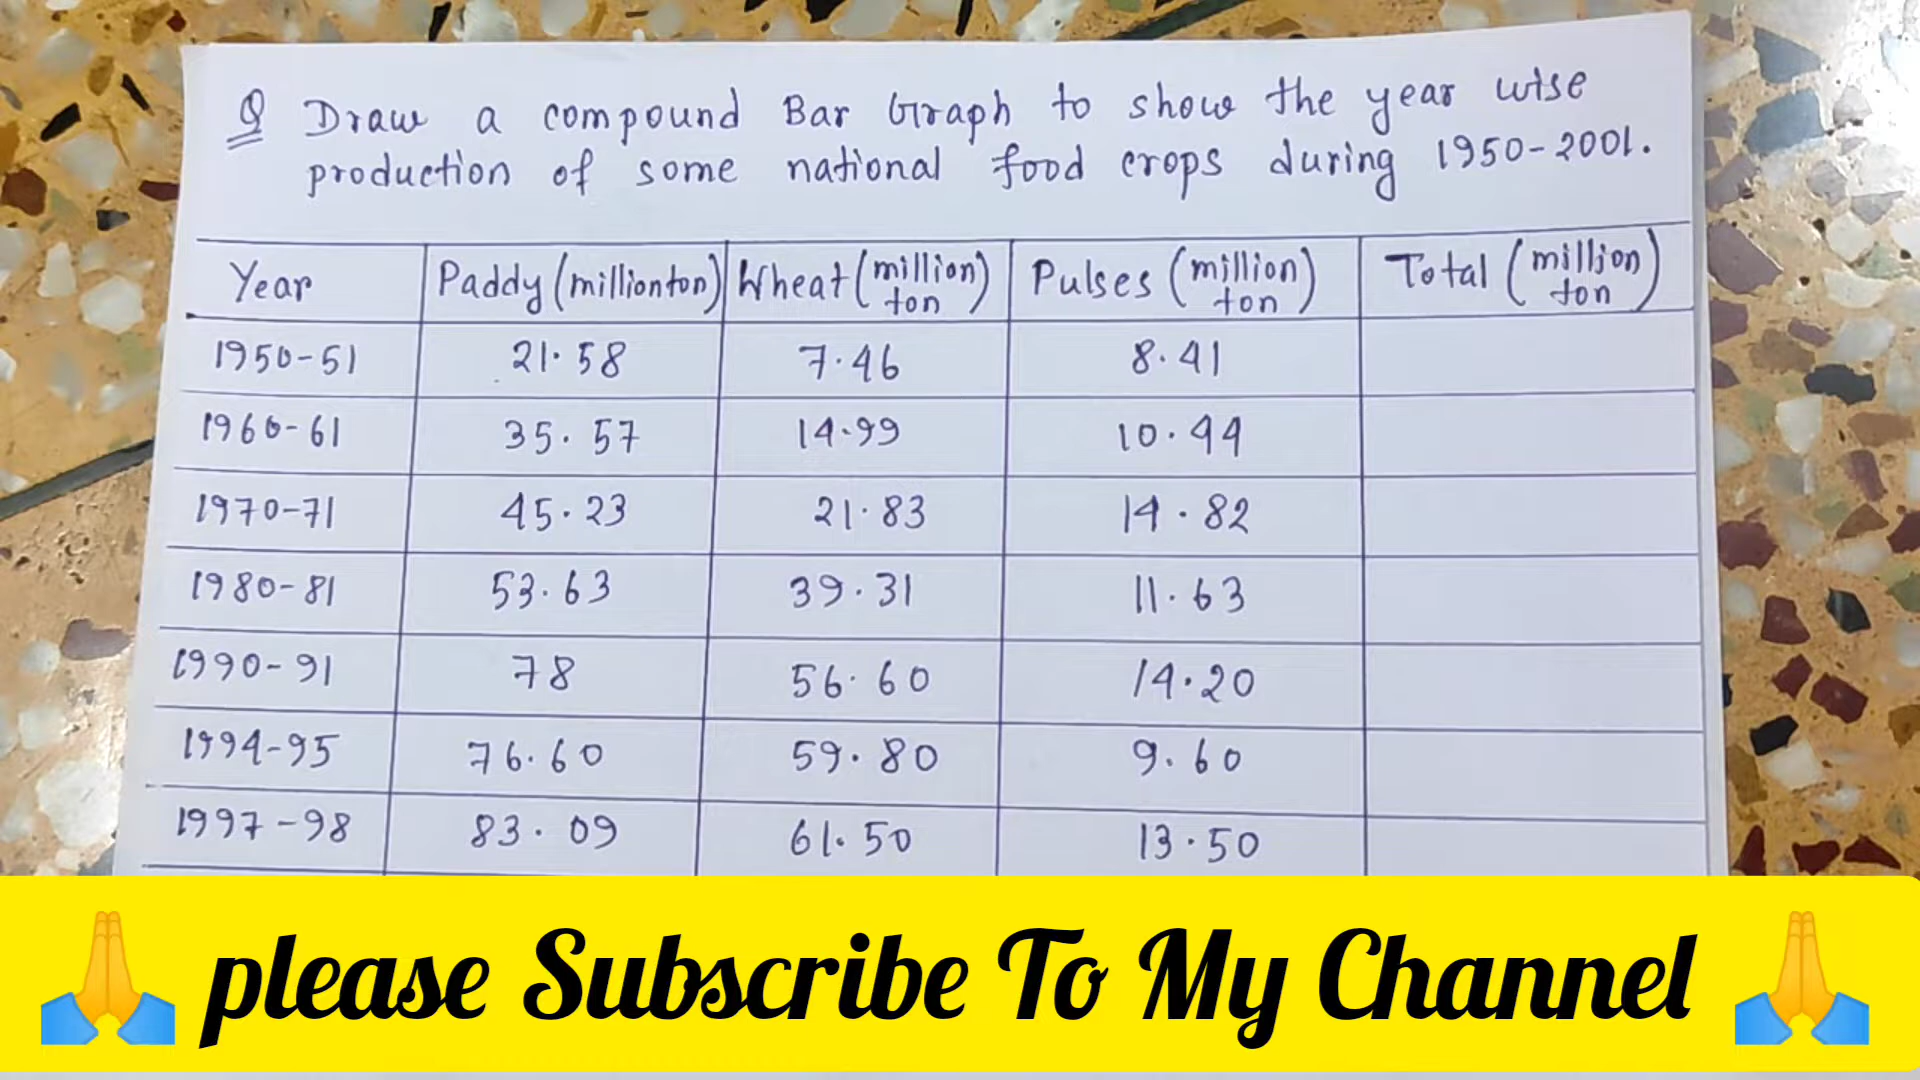 Q Draw a compound Bar Graph to show the year wise
production of some national food crops during 1950-2001.
Year Paddy (millionton) Wheat (million ton) Pulses (million ton) Total (million ton)
1950-51 21.58 7.46 8.41
1960-61 35.57 14.99 10.44
1970-71 45.23 21.83 14.82
1980-81 53.63 39.31 11.63
1990-91 78 56.60 14.20
1994-95 76.60 59.80 9.60
1997-98 83.09 61.50 13.50
🙏 please Subscribe To My Channel 🙏